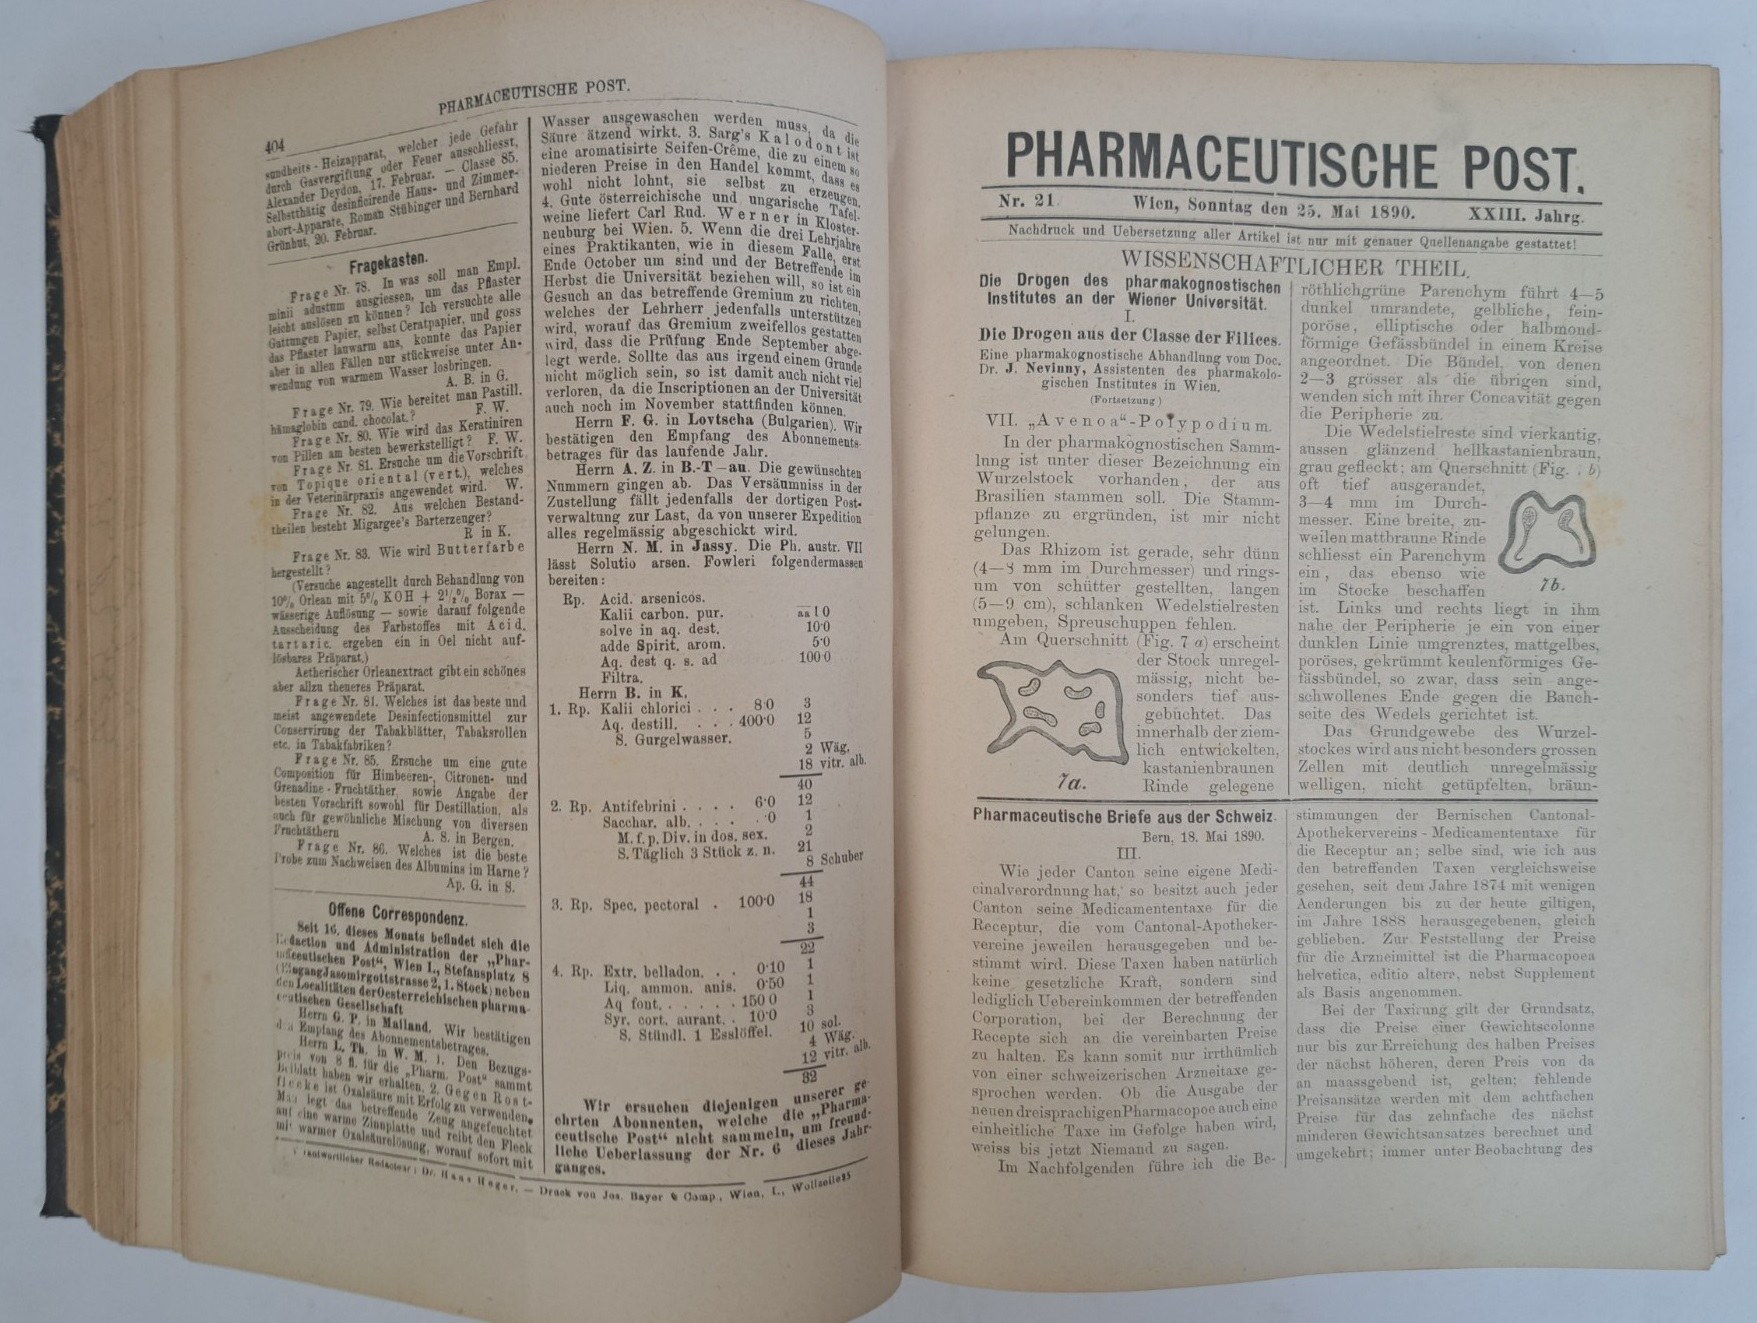 404
PHARMACEUTISCHE POST.
sundheits-Heizapparat, welcher jede Gefahr
durch Gasvergiftung oder Feuer ausschliesst,
Alexander Deydon, 17. Februar. — Classe 85.
Selbstthätig desinficirende Haus- und Zimmer-
abort-Apparate, Roman Stübinger und Bernhard
Grünhut, 20. Februar.
Fragekasten.
Frage Nr. 78. In was soll man Empl.
minii adustum ausgiessen, um das Pflaster
leicht auslösen zu können? Ich versuchte alle
Gattungen Papier, selbst Ceratpapier, und goss
das Pflaster lauwarm aus, konnte das Papier
aber in allen Fällen nur stückweise unter An-
wendung von warmem Wasser losbringen.
A. B. in G.
Frage Nr. 79. Wie bereitet man Pastill.
hämaglobin cand. chocolat.? F. W.
Frage Nr. 80. Wie wird das Keratiniren
von Pillen am besten bewerkstelligt? F. W.
Frage Nr. 81. Ersuche um die Vorschrift
von Topique oriental (vert.), welches
in der Veterinärpraxis angewendet wird. W.
Frage Nr. 82. Aus welchen Bestand-
theilen besteht Migargee's Barterzeuger?
R in K.
Frage Nr. 83. Wie wird Butterfarbe
hergestellt?
(Versuche angestellt durch Behandlung von
10% Orlean mit 5% KOH + 2½% Borax —
wässerige Auflösung — sowie darauf folgende
Ausscheidung des Farbstoffes mit Acid.
tartaric. ergeben ein in Oel nicht auf-
lösbares Präparat.)
Aetherischer Orleanextract gibt ein schönes
aber allzu theueres Präparat.
Frage Nr. 81. Welches ist das beste und
meist angewendete Desinfectionsmittel zur
Conservirung der Tabakblätter, Tabaksrollen
etc. in Tabakfabriken?
Frage Nr. 85. Ersuche um eine gute
Composition für Himbeeren-, Citronen- und
Grenadine-Fruchtäther, sowie Angabe der
besten Vorschrift sowohl für Destillation, als
auch für gewöhnliche Mischung von diversen
Fruchtäthern A. S. in Bergen.
Frage Nr. 86. Welches ist die beste
Probe zum Nachweisen des Albumins im Harne?
Ap. G. in S.
Offene Correspondenz.
Seit 16. dieses Monats befindet sich die
Redaction und Administration der „Phar-
maceutischen Post“, Wien I., Stefansplatz 8
(Eingang Jasomirgottstrasse 2, 1. Stock) neben
den Localitäten der Oesterreichischen pharma-
ceutischen Gesellschaft
Herrn G. P. in Mailand. Wir bestätigen
den Empfang des Abonnementsbetrages.
Herrn L. Th. in W. M. 1. Den Bezugs-
preis von 8 fl. für die „Pharm. Post“ sammt
Beiblatt haben wir erhalten. 2. Gegen Rost-
flecke ist Oxalsäure mit Erfolg zu verwenden.
Man legt das betreffende Zeug angefeuchtet
auf eine warme Zinnplatte und reibt den Fleck
mit warmer Oxalsäurelösung, worauf sofort mit
Wasser ausgewaschen werden muss, da die
Säure ätzend wirkt. 3. Sarg's Kalodont ist
eine aromatisirte Seifen-Crême, die zu einem so
niederen Preise in den Handel kommt, dass es
wohl nicht lohnt, sie selbst zu erzeugen.
4. Gute österreichische und ungarische Tafel-
weine liefert Carl Rud. Werner in Kloster-
neuburg bei Wien. 5. Wenn die drei Lehrjahre
eines Praktikanten, wie in diesem Falle, erst
Ende October um sind und der Betreffende im
Herbst die Universität beziehen will, so ist ein
Gesuch an das betreffende Gremium zu richten,
welches der Lehrherr jedenfalls unterstützen
wird, worauf das Gremium zweifellos gestatten
wird, dass die Prüfung Ende September abge-
legt werde. Sollte das aus irgend einem Grunde
nicht möglich sein, so ist damit auch nicht viel
verloren, da die Inscriptionen an der Universität
auch noch im November stattfinden können.
Herrn F. G. in Lovtscha (Bulgarien). Wir
bestätigen den Empfang des Abonnements-
betrages für das laufende Jahr.
Herrn A. Z. in B.-T—au. Die gewünschten
Nummern gingen ab. Das Versäumniss in der
Zustellung fällt jedenfalls der dortigen Post-
verwaltung zur Last, da von unserer Expedition
alles regelmässig abgeschickt wird.
Herrn N. M. in Jassy. Die Ph. austr. VII
lässt Solutio arsen. Fowleri folgendermassen
bereiten:
Rp. Acid. arsenicos.
Kalii carbon. pur. aa 1 0
solve in aq. dest. 10·0
adde Spirit. arom. 5·0
Aq. dest q. s. ad 100·0
Filtra.
Herrn B. in K.
1. Rp. Kalii chlorici . . . 8·0 3
Aq. destill. . . . 400·0 12
S. Gurgelwasser. 5
2 Wäg.
18 vitr. alb.
40
2. Rp. Antifebrini . . . . 6·0 12
Sacchar. alb. . . . ·0 1
M. f. p. Div. in dos. sex. 2
S. Täglich 3 Stück z. n. 21
8 Schuber
44
3. Rp. Spec. pectoral . 100·0 18
1
3
22
4. Rp. Extr. belladon. . . 0·10 1
Liq. ammon. anis. 0·50 1
Aq font. . . . . . 150 0 1
Syr. cort. aurant. . 10·0 3
S. Stündl. 1 Esslöffel. 10 sol.
4 Wäg.
12 vitr. alb.
32
Wir ersuchen diejenigen unserer ge-
ehrten Abonnenten, welche die „Pharma-
ceutische Post“ nicht sammeln, um freund-
liche Ueberlassung der Nr. 6 dieses Jahr-
ganges.
Verantwortlicher Redacteur: Dr. Hans Heger. — Druck von Jos. Bayer & Comp., Wien, I., Wollzeile 15
PHARMACEUTISCHE POST.
Nr. 21. Wien, Sonntag den 25. Mai 1890. XXIII. Jahrg.
Nachdruck und Uebersetzung aller Artikel ist nur mit genauer Quellenangabe gestattet!
WISSENSCHAFTLICHER THEIL.
Die Drogen des pharmakognostischen
Institutes an der Wiener Universität.
I.
Die Drogen aus der Classe der Filices.
Eine pharmakognostische Abhandlung vom Doc.
Dr. J. Nevinny, Assistenten des pharmakolo-
gischen Institutes in Wien.
(Fortsetzung)
VII. „Avenoa“-Polypodium.
In der pharmakognostischen Samm-
lung ist unter dieser Bezeichnung ein
Wurzelstock vorhanden, der aus
Brasilien stammen soll. Die Stamm-
pflanze zu ergründen, ist mir nicht
gelungen.
Das Rhizom ist gerade, sehr dünn
(4—8 mm im Durchmesser) und rings-
um von schütter gestellten, langen
(5—9 cm), schlanken Wedelstielresten
umgeben, Spreuschuppen fehlen.
Am Querschnitt (Fig. 7 a) erscheint
der Stock unregel-
mässig, nicht be-
sonders tief aus-
gebüchtet. Das
innerhalb der ziem-
lich entwickelten,
kastanienbraunen
Rinde gelegene
7a.
röthlichgrüne Parenchym führt 4—5
dunkel umrandete, gelbliche, fein-
poröse, elliptische oder halbmond-
förmige Gefässbündel in einem Kreise
angeordnet. Die Bündel, von denen
2—3 grösser als die übrigen sind,
wenden sich mit ihrer Concavität gegen
die Peripherie zu.
Die Wedelstielreste sind vierkantig,
aussen glänzend hellkastanienbraun,
grau gefleckt; am Querschnitt (Fig. 7 b)
oft tief ausgerandet,
3—4 mm im Durch-
messer. Eine breite, zu-
weilen mattbraune Rinde
schliesst ein Parenchym
ein, das ebenso wie
im Stocke beschaffen
7b.
ist. Links und rechts liegt in ihm
nahe der Peripherie je ein von einer
dunklen Linie umgrenztes, mattgelbes,
poröses, gekrümmt keulenförmiges Ge-
fässbündel, so zwar, dass sein ange-
schwollenes Ende gegen die Bauch-
seite des Wedels gerichtet ist.
Das Grundgewebe des Wurzel-
stockes wird aus nicht besonders grossen
Zellen mit deutlich unregelmässig
welligen, nicht getüpfelten, bräun-
Pharmaceutische Briefe aus der Schweiz.
Bern, 18. Mai 1890.
III.
Wie jeder Canton seine eigene Medi-
cinalverordnung hat, so besitzt auch jeder
Canton seine Medicamententaxe für die
Receptur, die vom Cantonal-Apotheker-
vereine jeweilen herausgegeben und be-
stimmt wird. Diese Taxen haben natürlich
keine gesetzliche Kraft, sondern sind
lediglich Uebereinkommen der betreffenden
Corporation, bei der Berechnung der
Recepte sich an die vereinbarten Preise
zu halten. Es kann somit nur irrthümlich
von einer schweizerischen Arzneitaxe ge-
sprochen werden. Ob die Ausgabe der
neuen dreisprachigen Pharmacopoe auch eine
einheitliche Taxe im Gefolge haben wird,
weiss bis jetzt Niemand zu sagen.
Im Nachfolgenden führe ich die Be-
stimmungen der Bernischen Cantonal-
Apothekervereins-Medicamententaxe für
die Receptur an; selbe sind, wie ich aus
den betreffenden Taxen vergleichsweise
gesehen, seit dem Jahre 1874 mit wenigen
Aenderungen bis zu der heute giltigen,
im Jahre 1888 herausgegebenen, gleich
geblieben. Zur Feststellung der Preise
für die Arzneimittel ist die Pharmacopoea
helvetica, editio altera, nebst Supplement
als Basis angenommen.
Bei der Taxirung gilt der Grundsatz,
dass die Preise einer Gewichtscolonne
nur bis zur Erreichung des halben Preises
der nächst höheren, deren Preis von da
an maassgebend ist, gelten; fehlende
Preisansätze werden mit dem achtfachen
Preise für das zehnfache des nächst
minderen Gewichtsansatzes berechnet und
umgekehrt; immer unter Beobachtung des